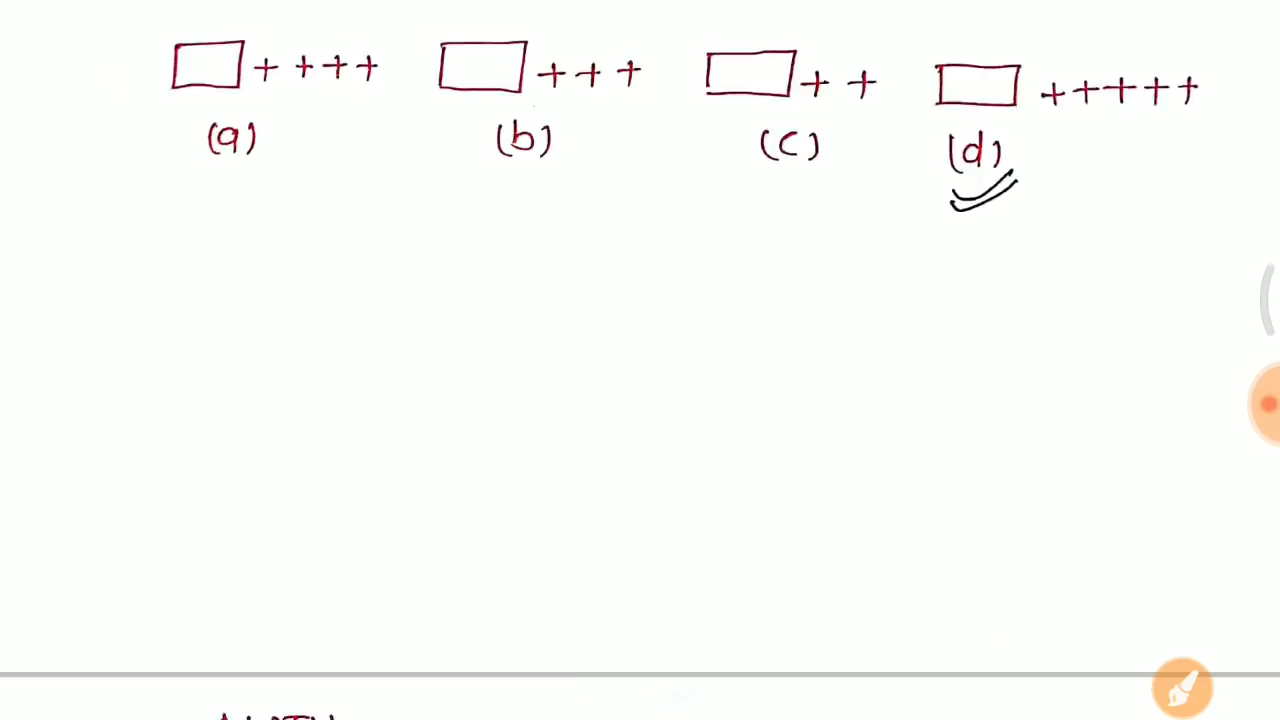 □ + + + + □ + + + □ + + □ + + + + +
(a) (b) (c) (d)